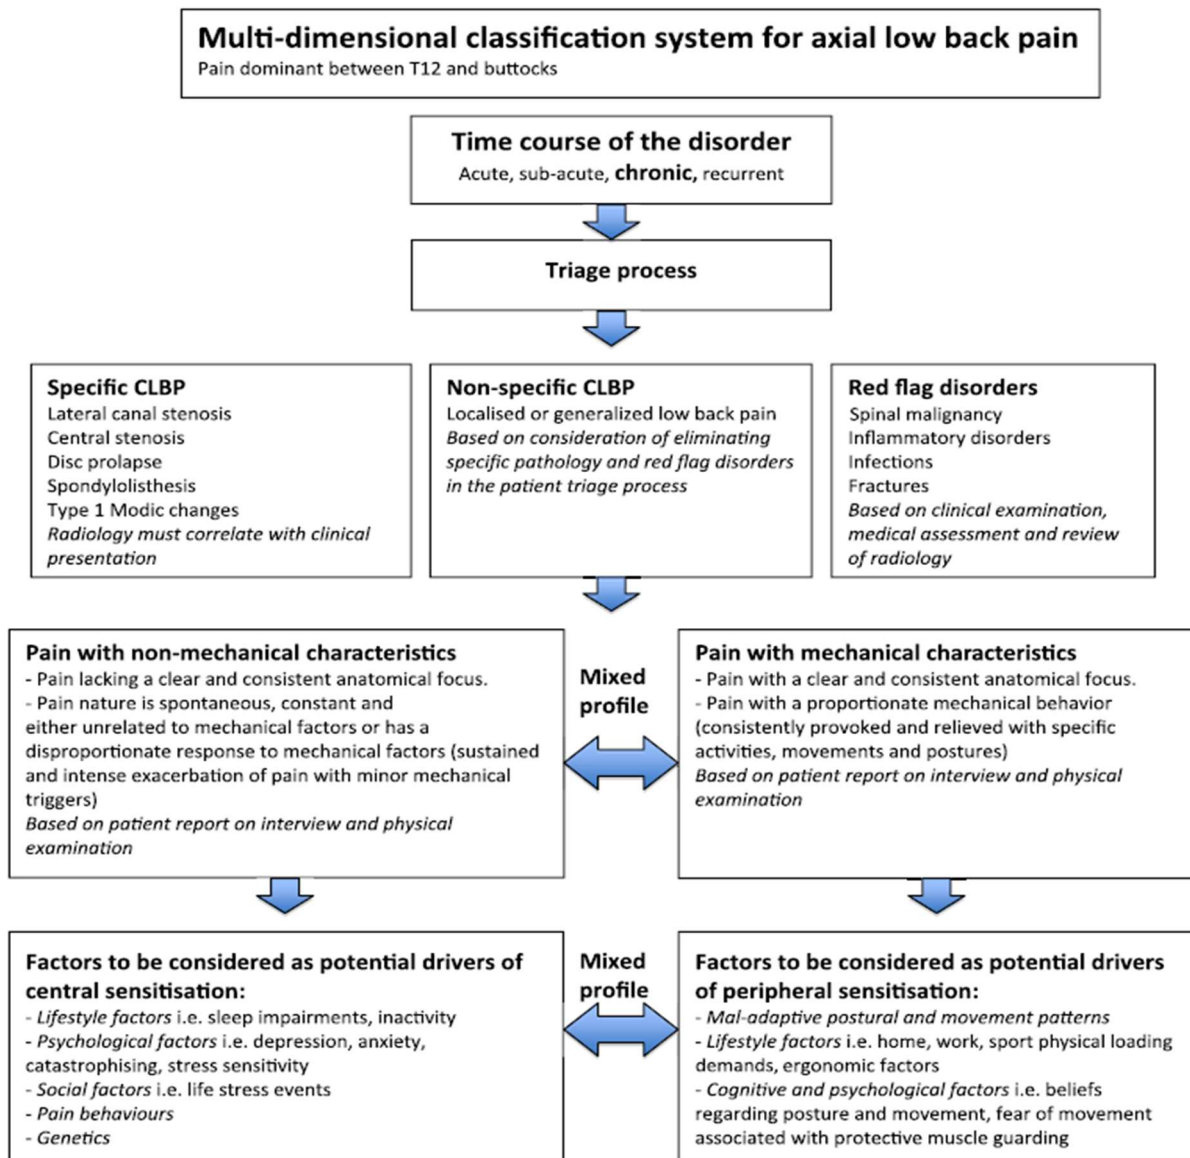 Multi-dimensional classification system for axial low back pain
Pain dominant between T12 and buttocks
Time course of the disorder
Acute, sub-acute, chronic, recurrent
Triage process
Specific CLBP
Lateral canal stenosis
Central stenosis
Disc prolapse
Spondylolisthesis
Type 1 Modic changes
Radiology must correlate with clinical
presentation
Non-specific CLBP
Localised or generalized low back pain
Based on consideration of eliminating
specific pathology and red flag disorders
in the patient triage process
Red flag disorders
Spinal malignancy
Inflammatory disorders
Infections
Fractures
Based on clinical examination,
medical assessment and review
of radiology
Pain with non-mechanical characteristics
- Pain lacking a clear and consistent anatomical focus.
- Pain nature is spontaneous, constant and
either unrelated to mechanical factors or has a
disproportionate response to mechanical factors (sustained
and intense exacerbation of pain with minor mechanical
triggers)
Based on patient report on interview and physical
examination
Mixed
profile
Pain with mechanical characteristics
- Pain with a clear and consistent anatomical focus.
- Pain with a proportionate mechanical behavior
(consistently provoked and relieved with specific
activities, movements and postures)
Based on patient report on interview and physical
examination
Factors to be considered as potential drivers of
central sensitisation:
- Lifestyle factors i.e. sleep impairments, inactivity
- Psychological factors i.e. depression, anxiety,
catastrophising, stress sensitivity
- Social factors i.e. life stress events
- Pain behaviours
- Genetics
Mixed
profile
Factors to be considered as potential drivers
of peripheral sensitisation:
- Mal-adaptive postural and movement patterns
- Lifestyle factors i.e. home, work, sport physical loading
demands, ergonomic factors
- Cognitive and psychological factors i.e. beliefs
regarding posture and movement, fear of movement
associated with protective muscle guarding